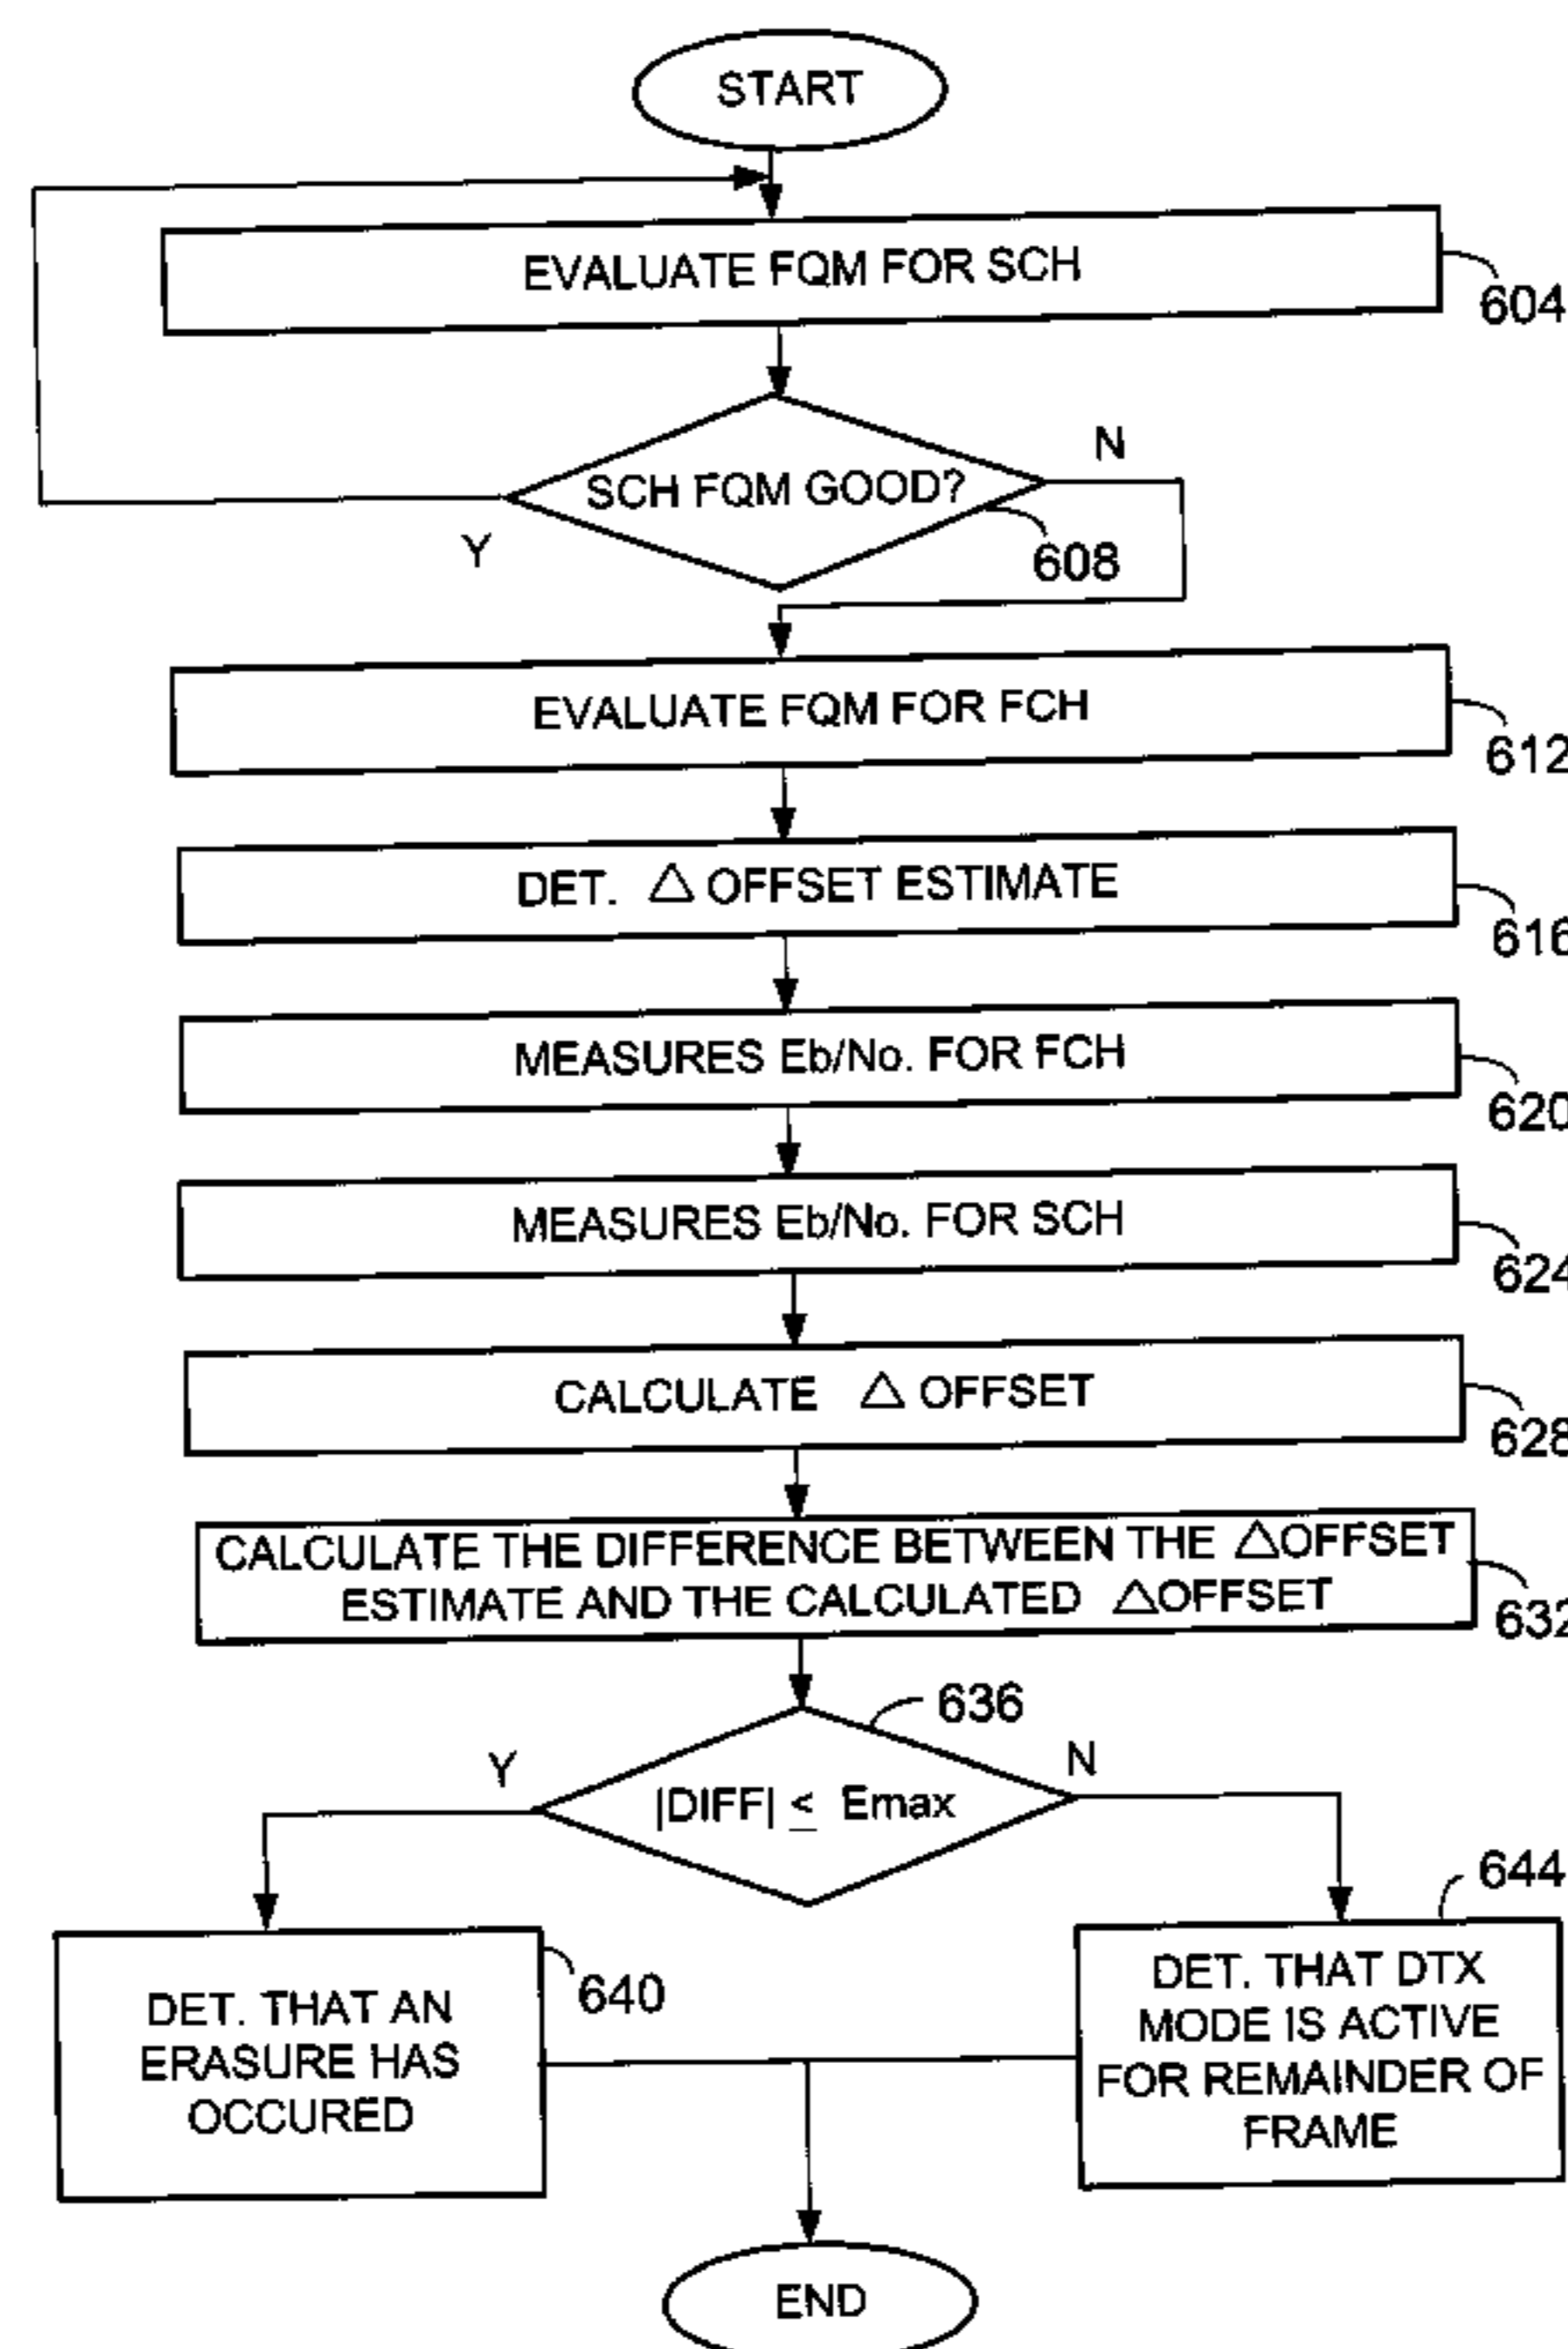 START
EVALUATE FQM FOR SCH
604
N
SCH FQM GOOD?
Y
608
EVALUATE FQM FOR FCH
612
DET. △ OFFSET ESTIMATE
616
MEASURES Eb/No. FOR FCH
620
MEASURES Eb/No. FOR SCH
624
CALCULATE △ OFFSET
628
CALCULATE THE DIFFERENCE BETWEEN THE △OFFSET
ESTIMATE AND THE CALCULATED △OFFSET
632
636
Y
N
|DIFF| ≤ Emax
644
DET. THAT AN
ERASURE HAS
OCCURED
640
DET. THAT DTX
MODE IS ACTIVE
FOR REMAINDER OF
FRAME
END